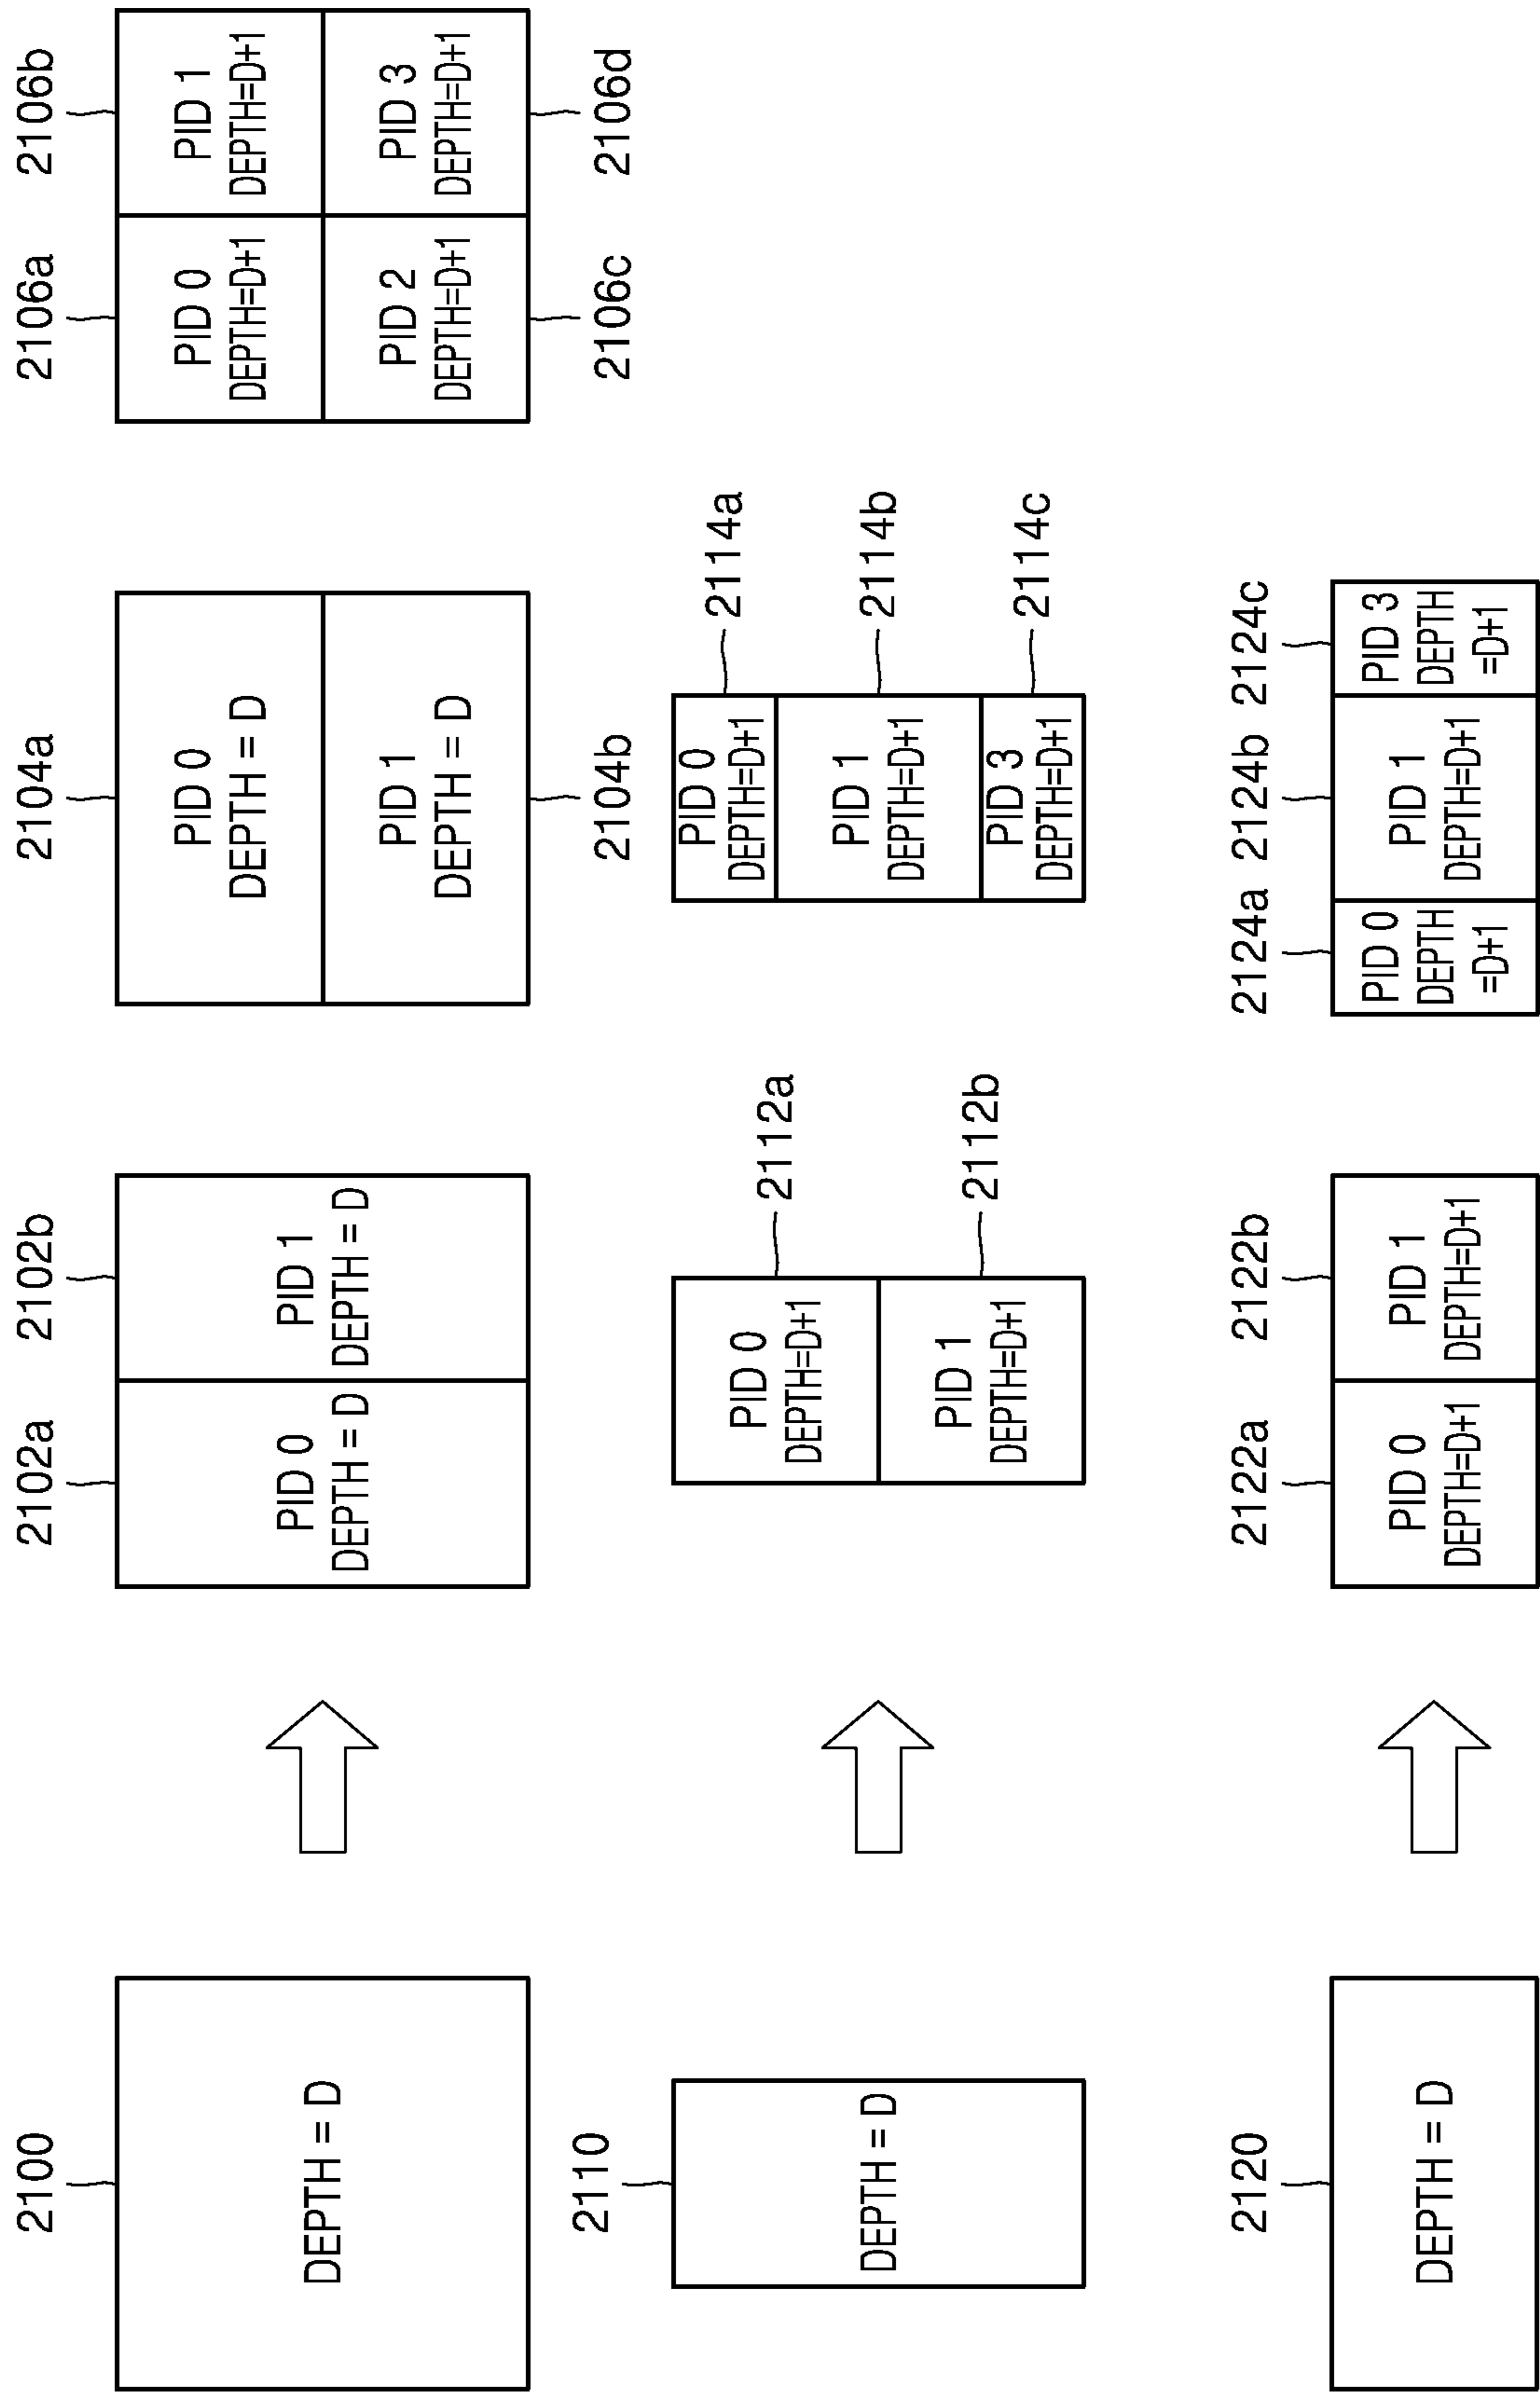 2100
DEPTH = D
2102a
2102b
PID 0
DEPTH = D
PID 1
DEPTH = D
2104a
PID 0
DEPTH = D
PID 1
DEPTH = D
2104b
2106a
2106b
PID 0
DEPTH=D+1
PID 1
DEPTH=D+1
PID 2
DEPTH=D+1
PID 3
DEPTH=D+1
2106c
2106d
2110
DEPTH = D
PID 0
DEPTH=D+1
2112a
PID 1
DEPTH=D+1
2112b
PID 0
DEPTH=D+1
2114a
PID 1
DEPTH=D+1
2114b
PID 3
DEPTH=D+1
2114c
2120
DEPTH = D
2122a
2122b
PID 0
DEPTH=D+1
PID 1
DEPTH=D+1
2124a
2124b
2124c
PID 0
DEPTH
=D+1
PID 1
DEPTH=D+1
PID 3
DEPTH
=D+1